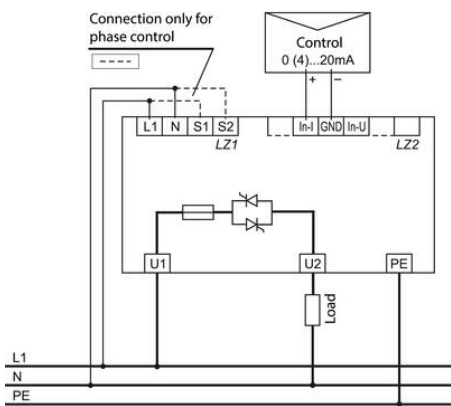 Connection only for
phase control
Control
0 (4)...20mA
+ −
L1 N S1 S2 In-I GND In-U
LZ1 LZ2
U1 U2 PE
Load
L1
N
PE